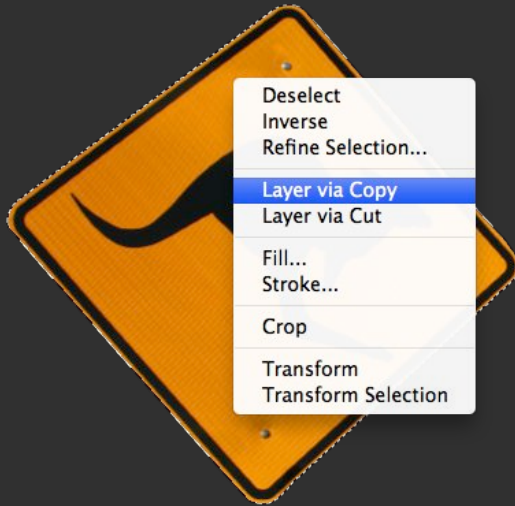 Deselect
Inverse
Refine Selection...
Layer via Copy
Layer via Cut
Fill...
Stroke...
Crop
Transform
Transform Selection